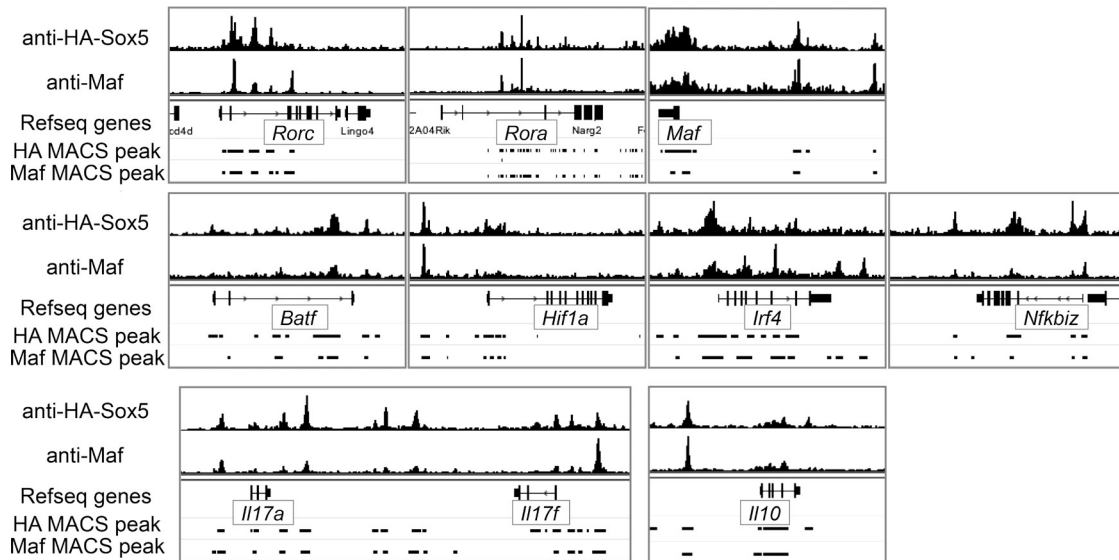 anti-HA-Sox5
anti-Maf
Refseq genes
cd4d
Rorc
Lingo4
2A04Rik
Rora
Narg2
Fo
Maf
HA MACS peak
Maf MACS peak
anti-HA-Sox5
anti-Maf
Refseq genes
Batf
Hif1a
Irf4
Nfkbiz
HA MACS peak
Maf MACS peak
anti-HA-Sox5
anti-Maf
Refseq genes
Il17a
Il17f
Il10
HA MACS peak
Maf MACS peak